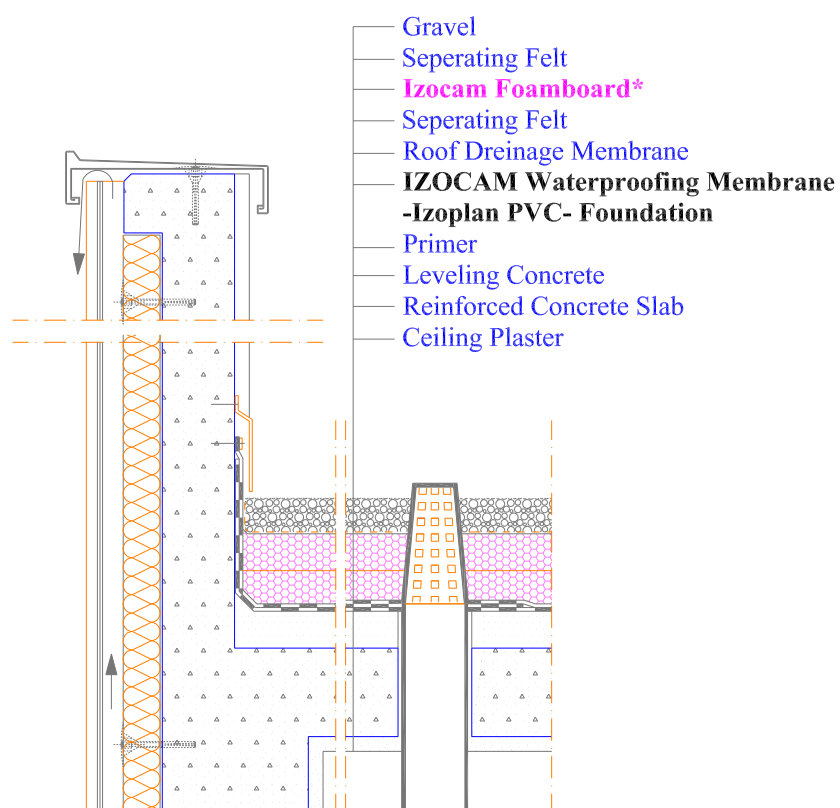 Gravel
Seperating Felt
Izocam Foamboard*
Seperating Felt
Roof Dreinage Membrane
IZOCAM Waterproofing Membrane
-Izoplan PVC- Foundation
Primer
Leveling Concrete
Reinforced Concrete Slab
Ceiling Plaster